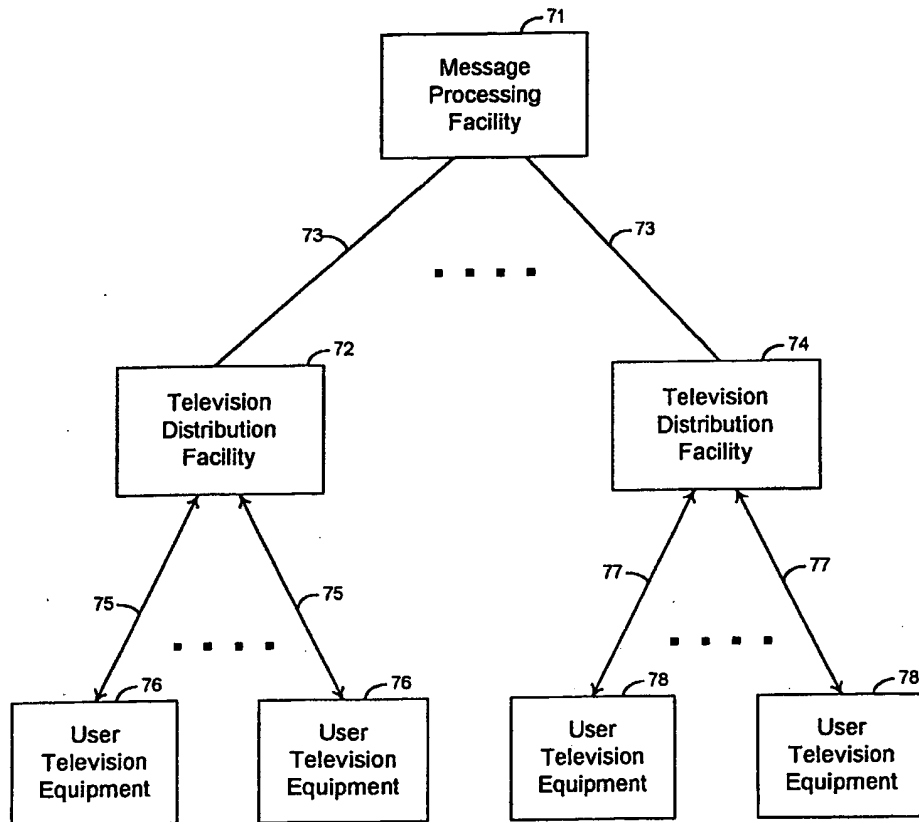 71
Message
Processing
Facility
73
73
72
74
Television
Distribution
Facility
Television
Distribution
Facility
75
75
77
77
76
76
78
78
User
Television
Equipment
User
Television
Equipment
User
Television
Equipment
User
Television
Equipment